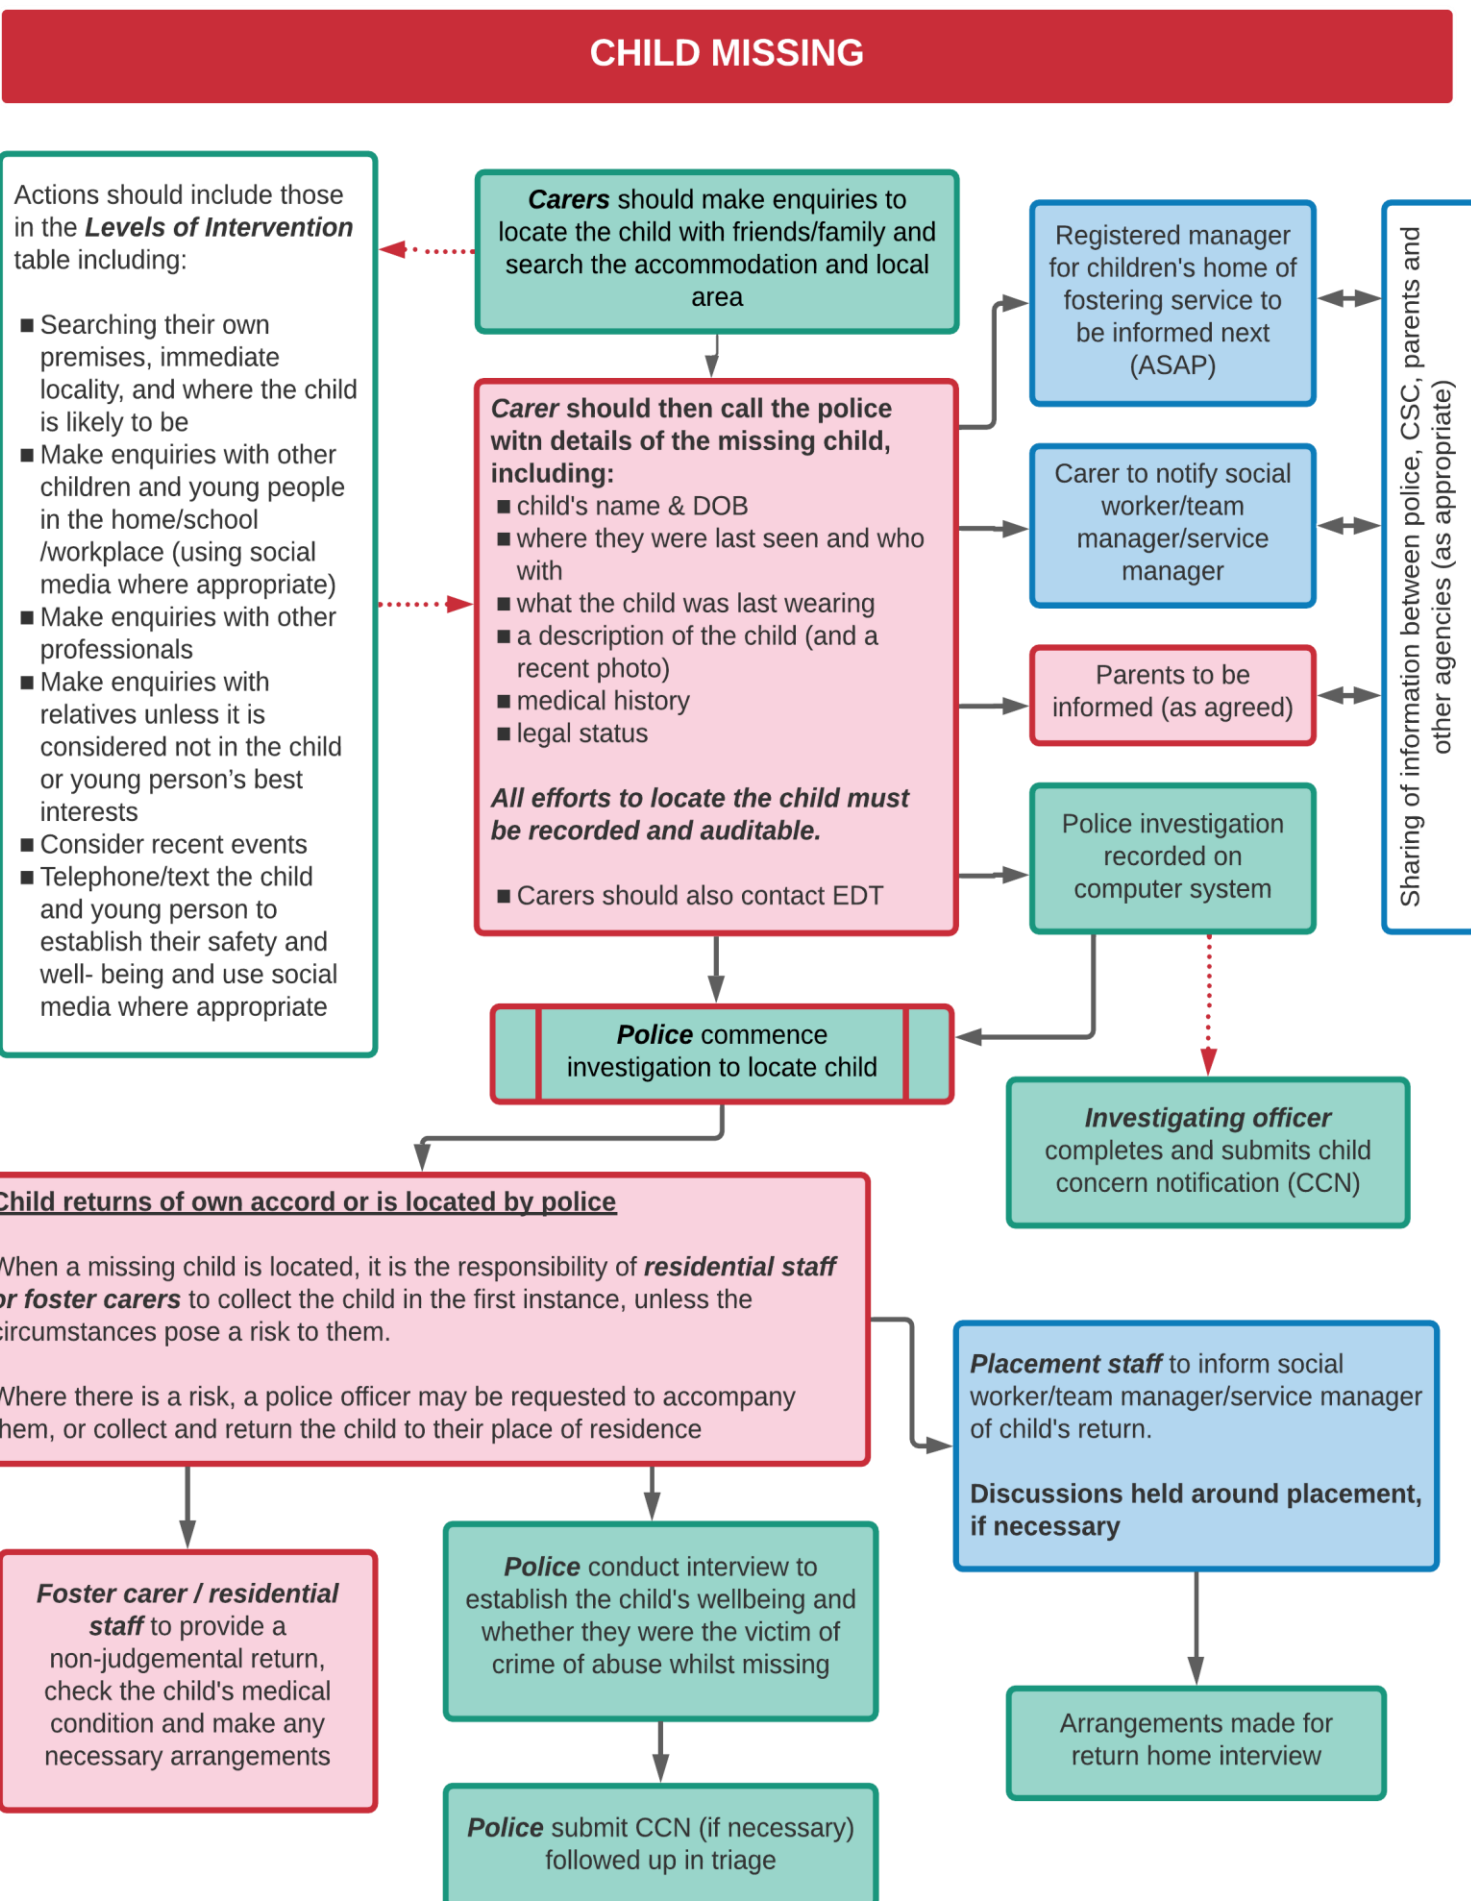 CHILD MISSING
Actions should include those
in the Levels of Intervention
table including:
■ Searching their own
premises, immediate
locality, and where the child
is likely to be
■ Make enquiries with other
children and young people
in the home/school
/workplace (using social
media where appropriate)
■ Make enquiries with other
professionals
■ Make enquiries with
relatives unless it is
considered not in the child
or young person’s best
interests
■ Consider recent events
■ Telephone/text the child
and young person to
establish their safety and
well- being and use social
media where appropriate
Carers should make enquiries to
locate the child with friends/family and
search the accommodation and local
area
Carer should then call the police
witn details of the missing child,
including:
■ child's name & DOB
■ where they were last seen and who
with
■ what the child was last wearing
■ a description of the child (and a
recent photo)
■ medical history
■ legal status
All efforts to locate the child must
be recorded and auditable.
■ Carers should also contact EDT
Registered manager
for children's home of
fostering service to
be informed next
(ASAP)
Carer to notify social
worker/team
manager/service
manager
Parents to be
informed (as agreed)
Police investigation
recorded on
computer system
Sharing of information between police, CSC, parents and
other agencies (as appropriate)
Police commence
investigation to locate child
Investigating officer
completes and submits child
concern notification (CCN)
Child returns of own accord or is located by police
When a missing child is located, it is the responsibility of residential staff
or foster carers to collect the child in the first instance, unless the
circumstances pose a risk to them.
Where there is a risk, a police officer may be requested to accompany
them, or collect and return the child to their place of residence
Placement staff to inform social
worker/team manager/service manager
of child's return.
Discussions held around placement,
if necessary
Foster carer / residential
staff to provide a
non-judgemental return,
check the child's medical
condition and make any
necessary arrangements
Police conduct interview to
establish the child's wellbeing and
whether they were the victim of
crime of abuse whilst missing
Arrangements made for
return home interview
Police submit CCN (if necessary)
followed up in triage